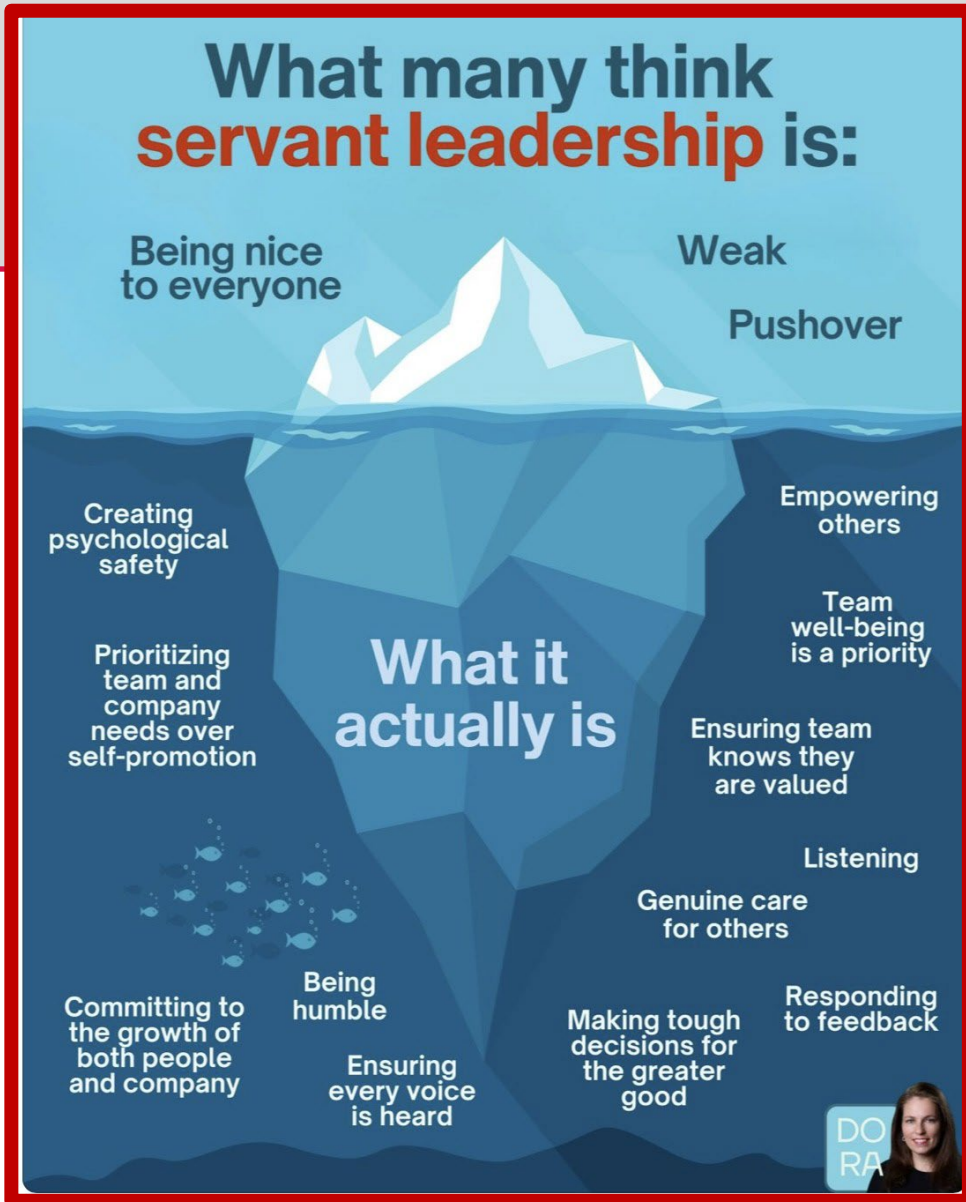 What many think
servant leadership is:
Being nice
to everyone
Weak
Pushover
Creating
psychological
safety
Empowering
others
Team
well-being
is a priority
Prioritizing
team and
company
needs over
self-promotion
What it
actually is
Ensuring team
knows they
are valued
Listening
Genuine care
for others
Being
humble
Committing to
the growth of
both people
and company
Responding
to feedback
Making tough
decisions for
the greater
good
Ensuring
every voice
is heard
DO
RA